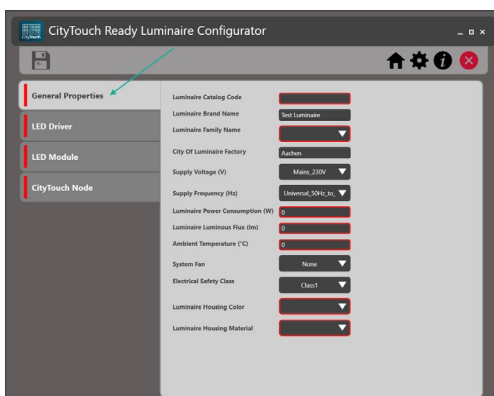 CityTouch
CityTouch Ready Luminaire Configurator
General Properties
LED Driver
LED Module
CityTouch Node
Luminaire Catalog Code
Luminaire Brand Name Test Luminaire
Luminaire Family Name
City Of Luminaire Factory Aachen
Supply Voltage (V) Mains_230V
Supply Frequency (Hz) Universal_50Hz_to_
Luminaire Power Consumption (W) 0
Luminaire Luminous Flux (lm) 0
Ambient Temperature (°C) 0
System Fan None
Electrical Safety Class Class1
Luminaire Housing Color
Luminaire Housing Material